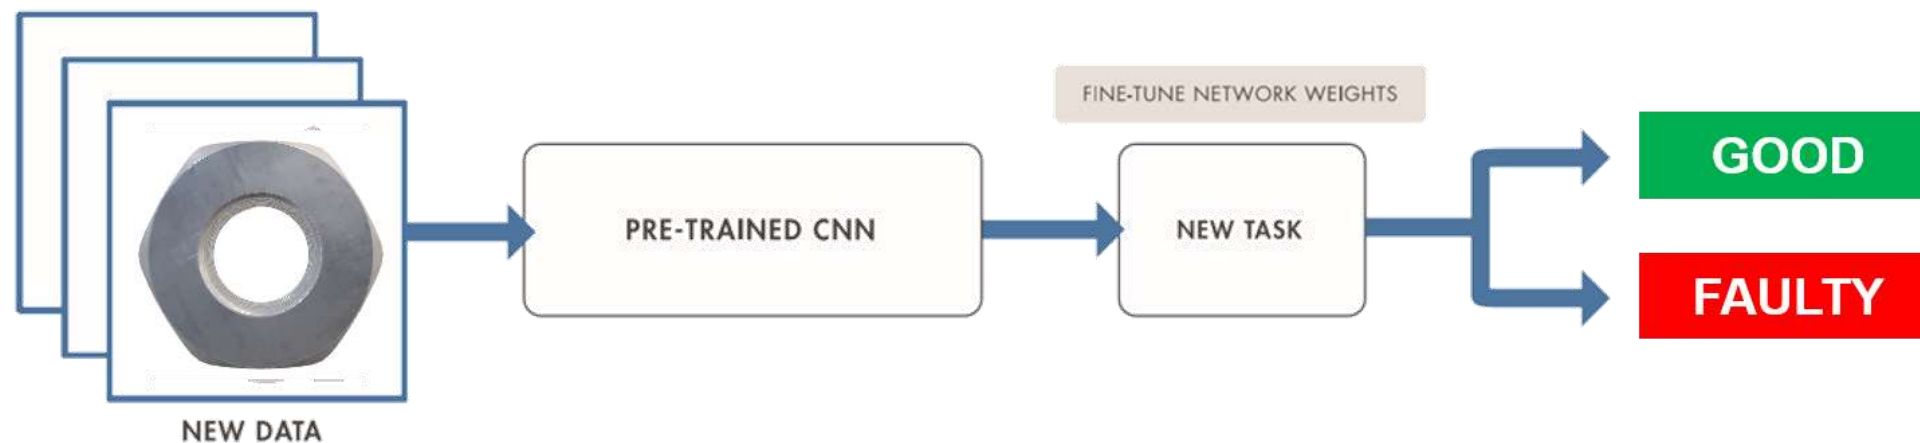 FINE-TUNE NETWORK WEIGHTS
PRE-TRAINED CNN
NEW TASK
GOOD
FAULTY
NEW DATA